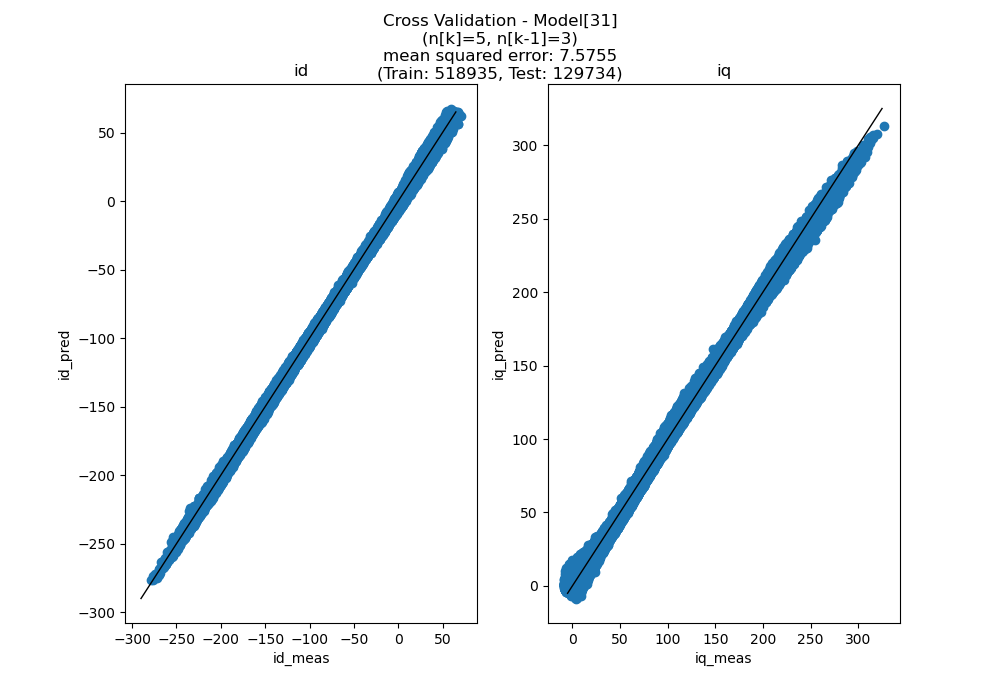 Cross Validation - Model[31]
(n[k]=5, n[k-1]=3)
mean squared error: 7.5755
(Train: 518935, Test: 129734)
id
50
0
−50
−100
−150
−200
−250
−300
id_pred
−300 −250 −200 −150 −100 −50 0 50
id_meas
iq
300
250
200
150
100
50
0
iq_pred
0 50 100 150 200 250 300
iq_meas